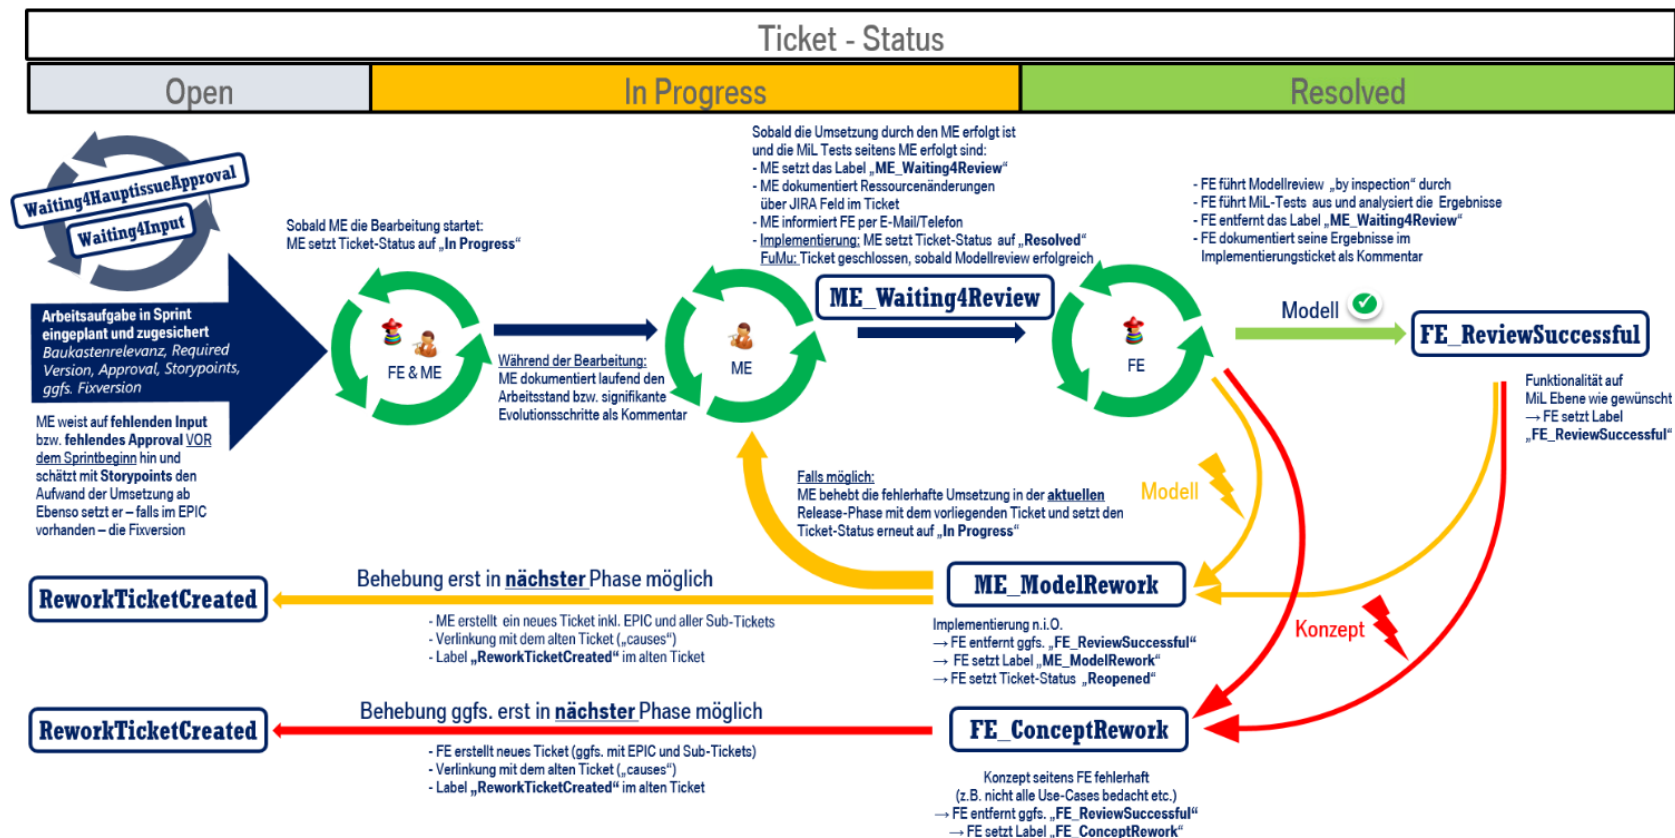 Ticket - Status
Open
In Progress
Resolved
Waiting4HauptissueApproval
Waiting4Input
Arbeitsaufgabe in Sprint
eingeplant und zugesichert
Baukastenrelevanz, Required
Version, Approval, Storypoints,
ggfs. Fixversion
ME weist auf fehlenden Input
bzw. fehlendes Approval VOR
dem Sprintbeginn hin und
schätzt mit Storypoints den
Aufwand der Umsetzung ab
Ebenso setzt er – falls im EPIC
vorhanden – die Fixversion
Sobald ME die Bearbeitung startet:
ME setzt Ticket-Status auf „In Progress“
FE & ME
Während der Bearbeitung:
ME dokumentiert laufend den
Arbeitsstand bzw. signifikante
Evolutionsschritte als Kommentar
ME
Sobald die Umsetzung durch den ME erfolgt ist
und die MiL Tests seitens ME erfolgt sind:
- ME setzt das Label „ME_Waiting4Review“
- ME dokumentiert Ressourcenänderungen
über JIRA Feld im Ticket
- ME informiert FE per E-Mail/Telefon
- Implementierung: ME setzt Ticket-Status auf „Resolved“
FuMu: Ticket geschlossen, sobald Modellreview erfolgreich
ME_Waiting4Review
FE
- FE führt Modellreview „by inspection“ durch
- FE führt MiL-Tests aus und analysiert die Ergebnisse
- FE entfernt das Label „ME_Waiting4Review“
- FE dokumentiert seine Ergebnisse im
Implementierungsticket als Kommentar
Modell
FE_ReviewSuccessful
Funktionalität auf
MiL Ebene wie gewünscht
→ FE setzt Label
„FE_ReviewSuccessful“
Falls möglich:
ME behebt die fehlerhafte Umsetzung in der aktuellen
Release-Phase mit dem vorliegenden Ticket und setzt den
Ticket-Status erneut auf „In Progress“
Modell
ME_ModelRework
Implementierung n.i.O.
→ FE entfernt ggfs. „FE_ReviewSuccessful“
→ FE setzt Label „ME_ModelRework“
→ FE setzt Ticket-Status „Reopened“
Konzept
Behebung erst in nächster Phase möglich
ReworkTicketCreated
- ME erstellt ein neues Ticket inkl. EPIC und aller Sub-Tickets
- Verlinkung mit dem alten Ticket („causes“)
- Label „ReworkTicketCreated“ im alten Ticket
Behebung ggfs. erst in nächster Phase möglich
ReworkTicketCreated
- FE erstellt neues Ticket (ggfs. mit EPIC und Sub-Tickets)
- Verlinkung mit dem alten Ticket („causes“)
- Label „ReworkTicketCreated“ im alten Ticket
FE_ConceptRework
Konzept seitens FE fehlerhaft
(z.B. nicht alle Use-Cases bedacht etc.)
→ FE entfernt ggfs. „FE_ReviewSuccessful“
→ FE setzt Label „FE_ConceptRework“